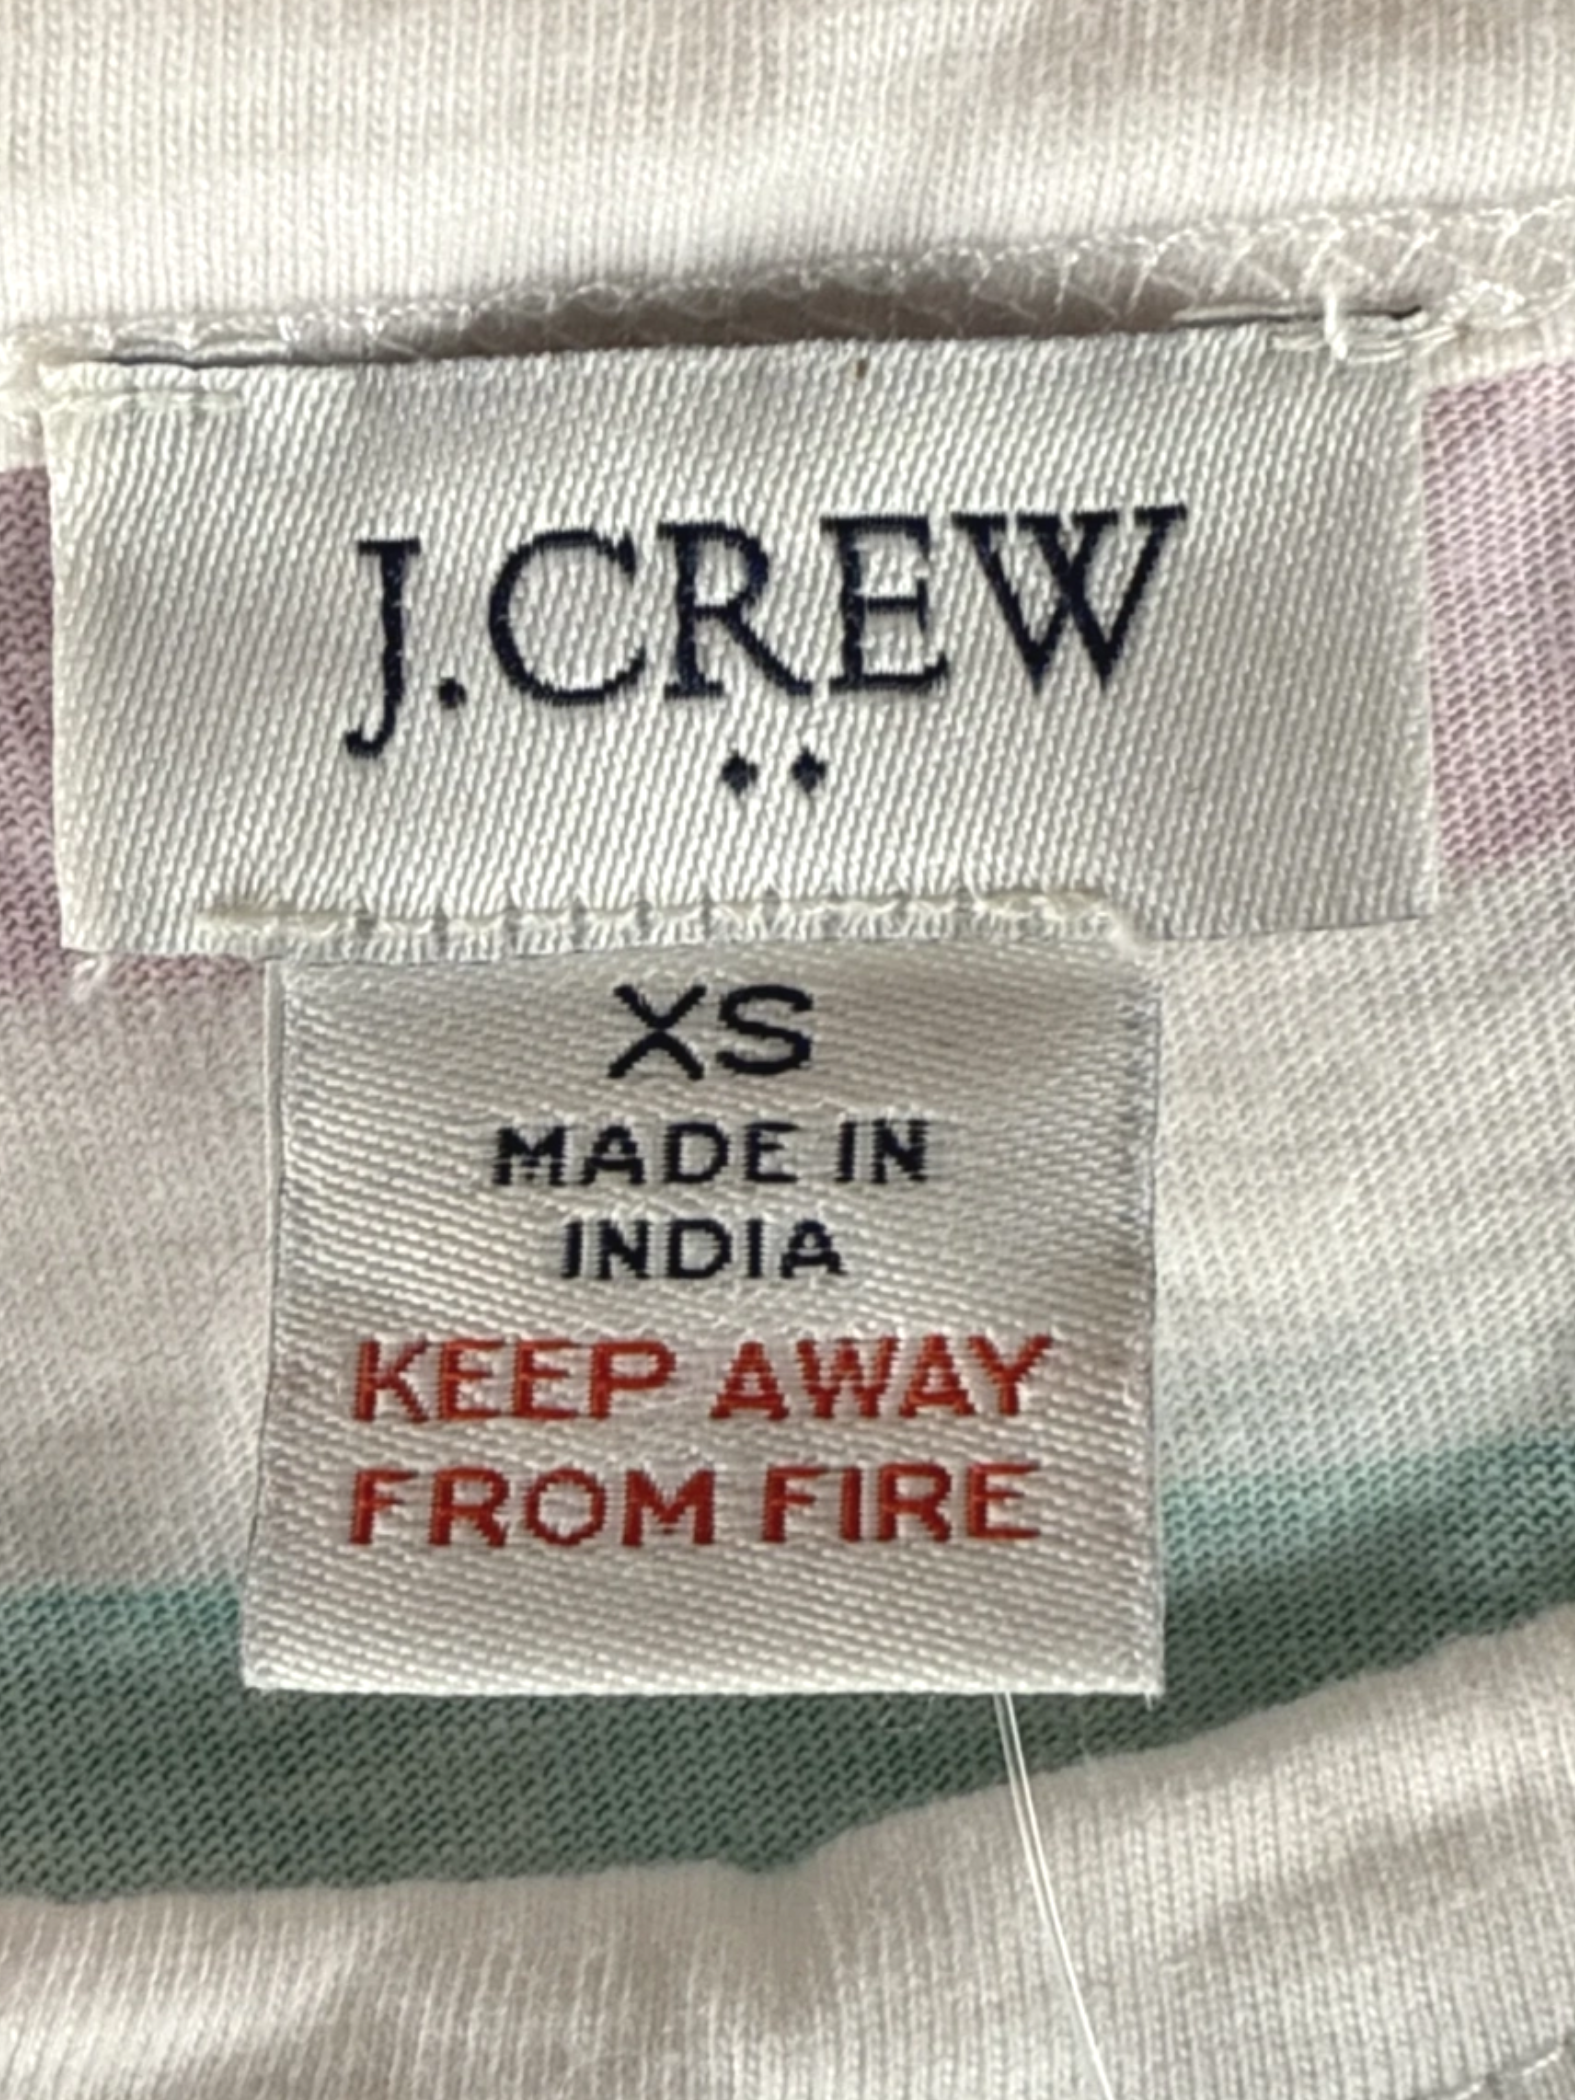 J.CREW
XS
MADE IN
INDIA
KEEP AWAY
FROM FIRE